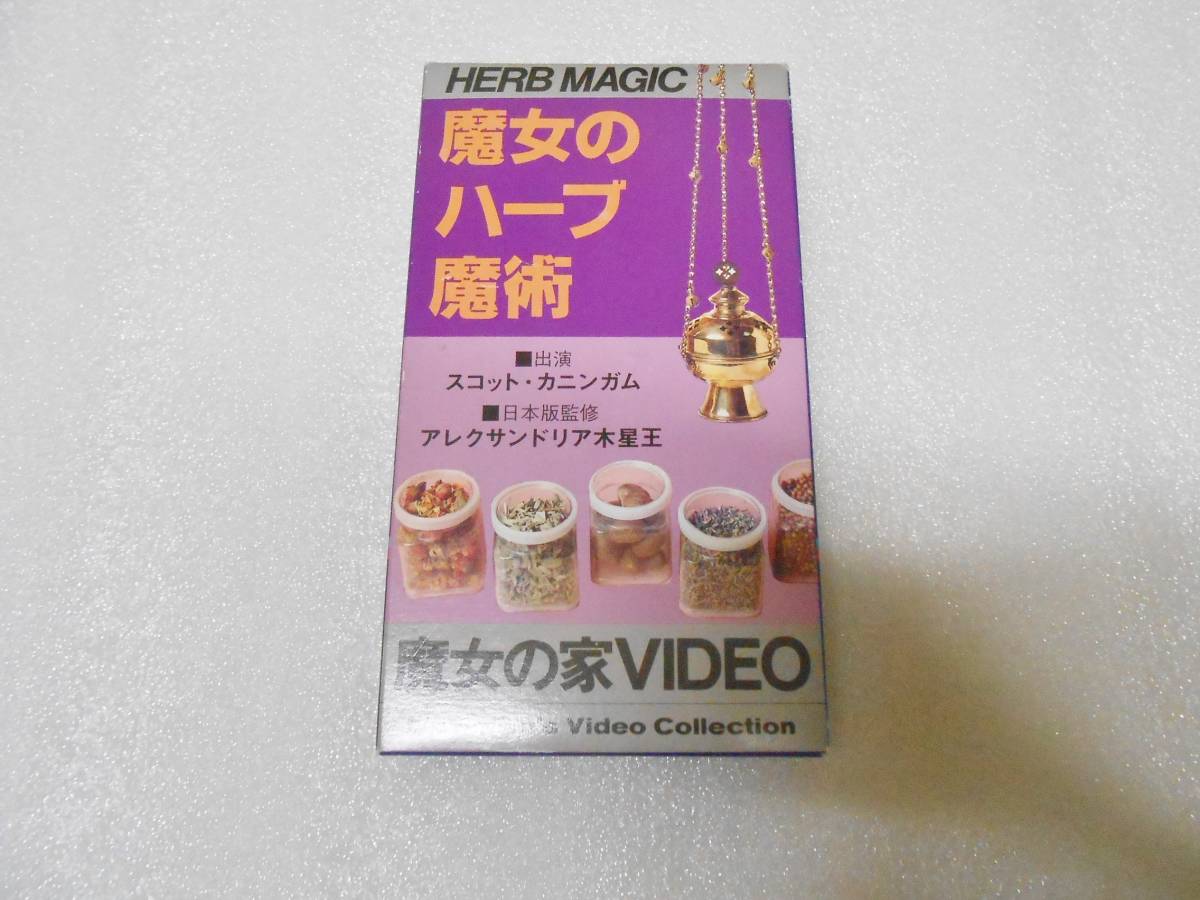 HERB MAGIC
魔女の
ハーブ
魔術
■出演
スコット・カニンガム
■日本版監修
アレクサンドリア木星王
魔女の家VIDEO
Video Collection